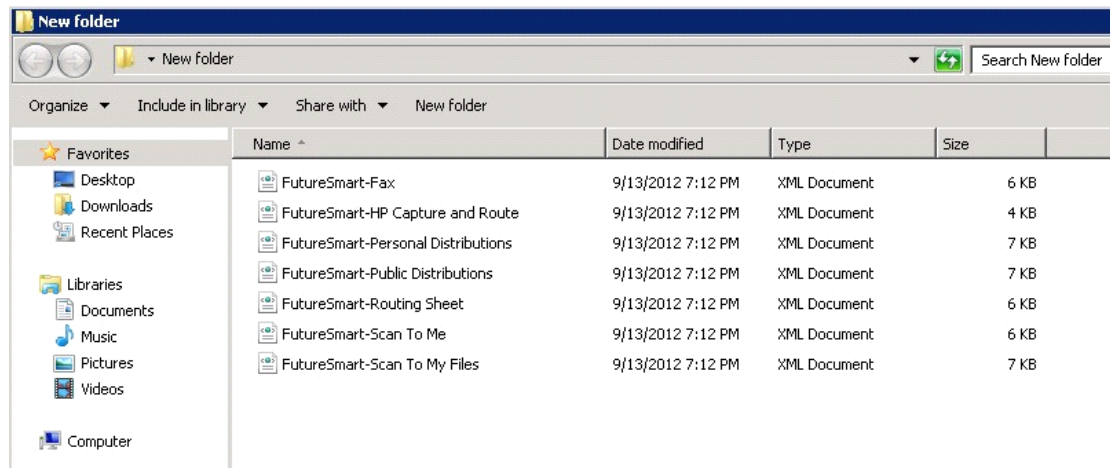 New folder
New folder Search New folder
Organize Include in library Share with New folder
Favorites
Desktop
Downloads
Recent Places
Libraries
Documents
Music
Pictures
Videos
Computer
Name Date modified Type Size
FutureSmart-Fax 9/13/2012 7:12 PM XML Document 6 KB
FutureSmart-HP Capture and Route 9/13/2012 7:12 PM XML Document 4 KB
FutureSmart-Personal Distributions 9/13/2012 7:12 PM XML Document 7 KB
FutureSmart-Public Distributions 9/13/2012 7:12 PM XML Document 7 KB
FutureSmart-Routing Sheet 9/13/2012 7:12 PM XML Document 6 KB
FutureSmart-Scan To Me 9/13/2012 7:12 PM XML Document 6 KB
FutureSmart-Scan To My Files 9/13/2012 7:12 PM XML Document 7 KB